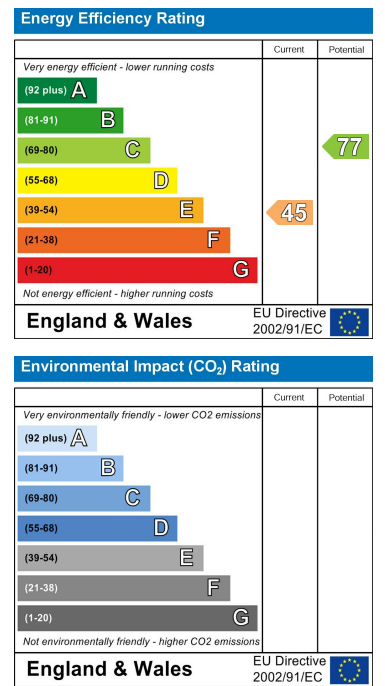 Energy Efficiency Rating
Current Potential
Very energy efficient - lower running costs
(92 plus) A
(81-91) B
(69-80) C
77
(55-68) D
(39-54) E
45
(21-38) F
(1-20) G
Not energy efficient - higher running costs
England & Wales
EU Directive
2002/91/EC
Environmental Impact (CO₂) Rating
Current Potential
Very environmentally friendly - lower CO2 emissions
(92 plus) A
(81-91) B
(69-80) C
(55-68) D
(39-54) E
(21-38) F
(1-20) G
Not environmentally friendly - higher CO2 emissions
England & Wales
EU Directive
2002/91/EC